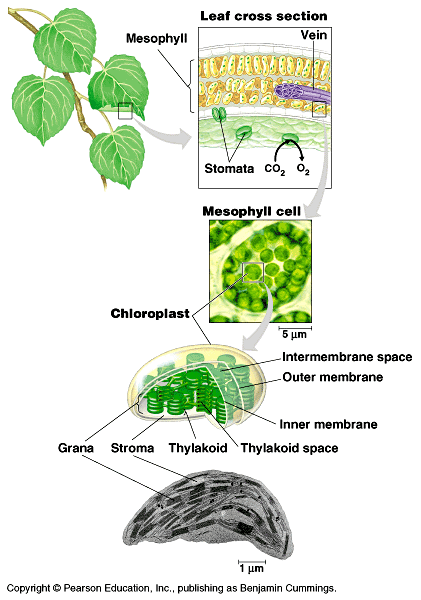 Leaf cross section
Vein
Mesophyll
Stomata
CO2
O2
Mesophyll cell
Chloroplast
5 µm
Intermembrane space
Outer membrane
Inner membrane
Grana
Stroma
Thylakoid
Thylakoid space
1 µm
Copyright © Pearson Education, Inc., publishing as Benjamin Cummings.